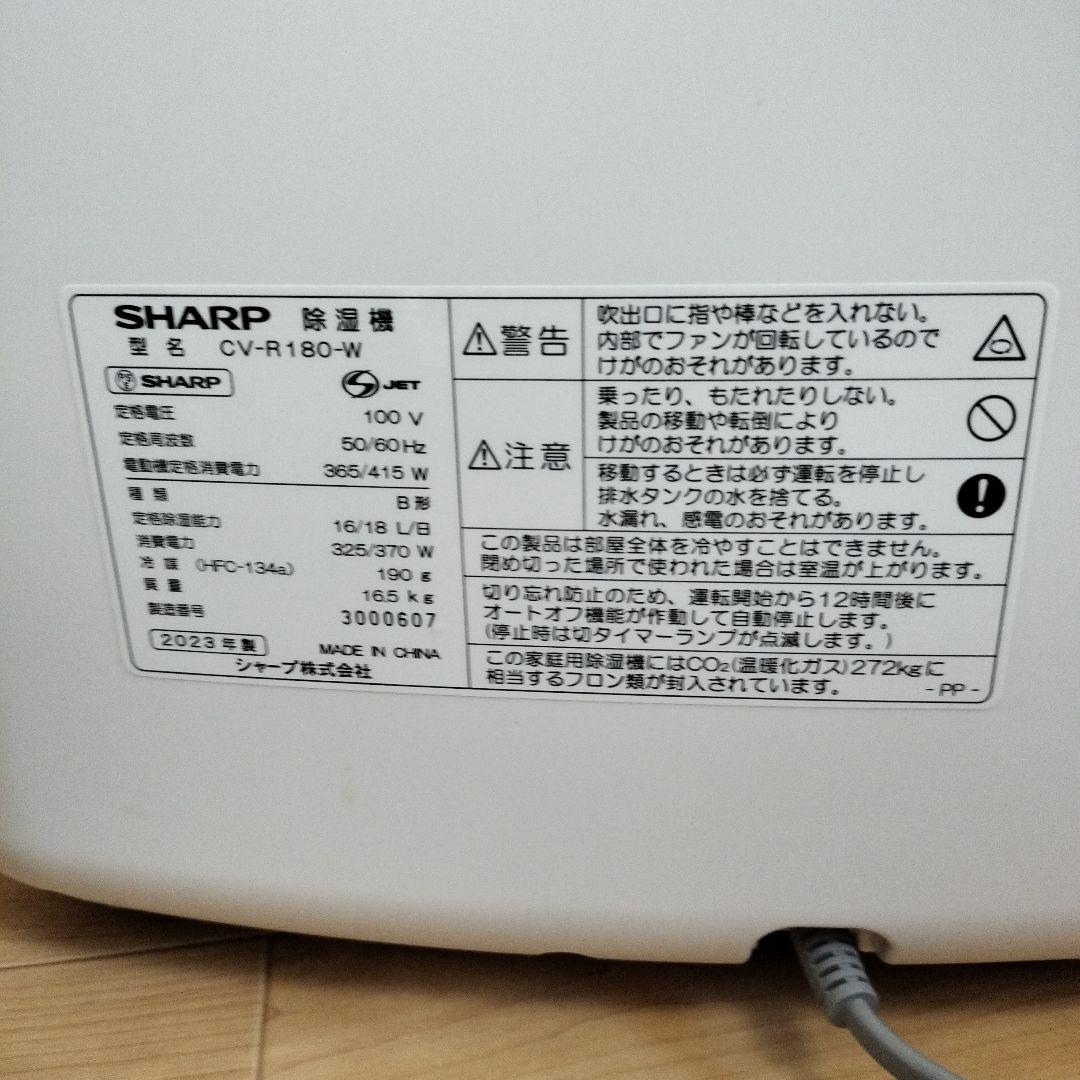 SHARP 除湿機
型名 CV-R180-W
PSE SHARP
S JET
定格電圧 100 V
定格周波数 50/60 Hz
電動機定格消費電力 365/415 W
種類 B形
定格除湿能力 16/18 L/日
消費電力 325/370 W
冷媒 (HFC-134a) 190 g
質量 16.5 kg
製造番号 3000607
2023年製 MADE IN CHINA
シャープ株式会社
警告
吹出口に指や棒などを入れない。
内部でファンが回転しているので
けがのおそれがあります。
注意
乗ったり、もたれたりしない。
製品の移動や転倒により
けがのおそれがあります。
移動するときは必ず運転を停止し
排水タンクの水を捨てる。
水漏れ、感電のおそれがあります。
この製品は部屋全体を冷やすことはできません。
閉め切った場所で使われた場合は室温が上がります。
切り忘れ防止のため、運転開始から12時間後に
オートオフ機能が作動して自動停止します。
(停止時は切タイマーランプが点滅します。)
この家庭用除湿機にはCO₂(温暖化ガス)272kgに
相当するフロン類が封入されています。 -PP-